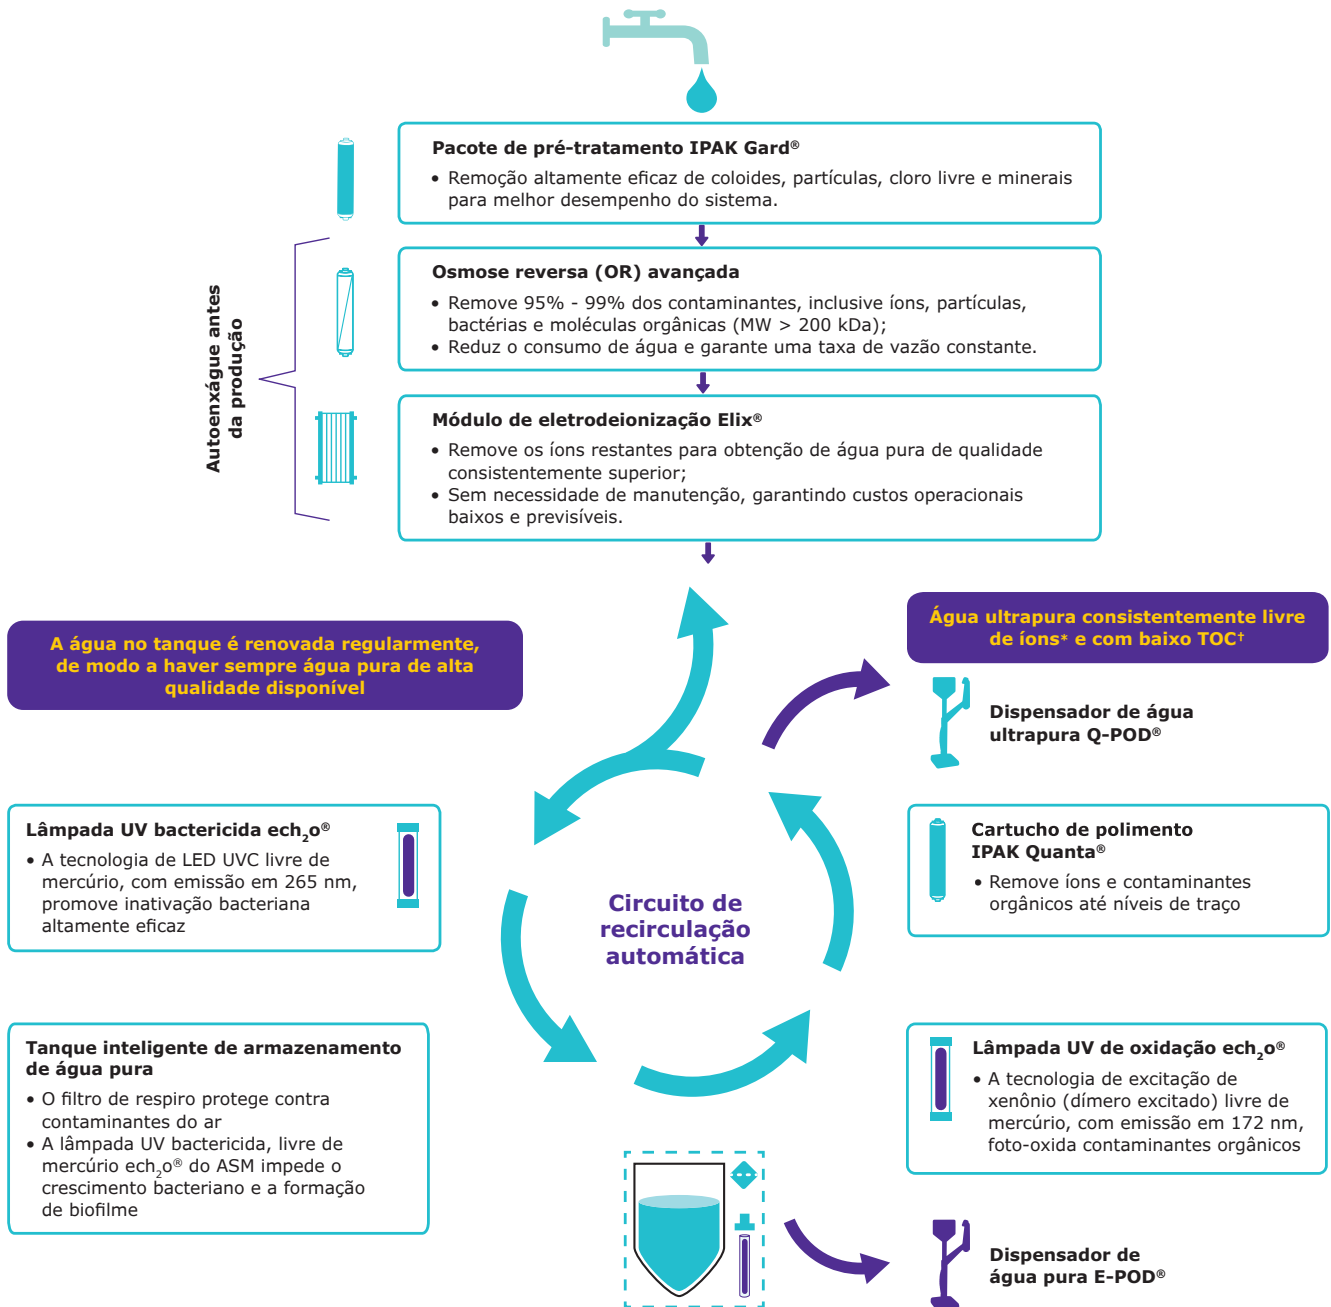 Pacote de pré-tratamento IPAK Gard®
• Remoção altamente eficaz de coloides, partículas, cloro livre e minerais
para melhor desempenho do sistema.
Autoenxágue antes
da produção
Osmose reversa (OR) avançada
• Remove 95% - 99% dos contaminantes, inclusive íons, partículas,
bactérias e moléculas orgânicas (MW > 200 kDa);
• Reduz o consumo de água e garante uma taxa de vazão constante.
Módulo de eletrodeionização Elix®
• Remove os íons restantes para obtenção de água pura de qualidade
consistentemente superior;
• Sem necessidade de manutenção, garantindo custos operacionais
baixos e previsíveis.
A água no tanque é renovada regularmente,
de modo a haver sempre água pura de alta
qualidade disponível
Água ultrapura consistentemente livre
de íons* e com baixo TOC†
Dispensador de água
ultrapura Q-POD®
Lâmpada UV bactericida ech₂o®
• A tecnologia de LED UVC livre de
mercúrio, com emissão em 265 nm,
promove inativação bacteriana
altamente eficaz
Cartucho de polimento
IPAK Quanta®
• Remove íons e contaminantes
orgânicos até níveis de traço
Circuito de
recirculação
automática
Tanque inteligente de armazenamento
de água pura
• O filtro de respiro protege contra
contaminantes do ar
• A lâmpada UV bactericida, livre de
mercúrio ech₂o® do ASM impede o
crescimento bacteriano e a formação
de biofilme
Lâmpada UV de oxidação ech₂o®
• A tecnologia de excitação de
xenônio (dímero excitado) livre de
mercúrio, com emissão em 172 nm,
foto-oxida contaminantes orgânicos
Dispensador de
água pura E-POD®